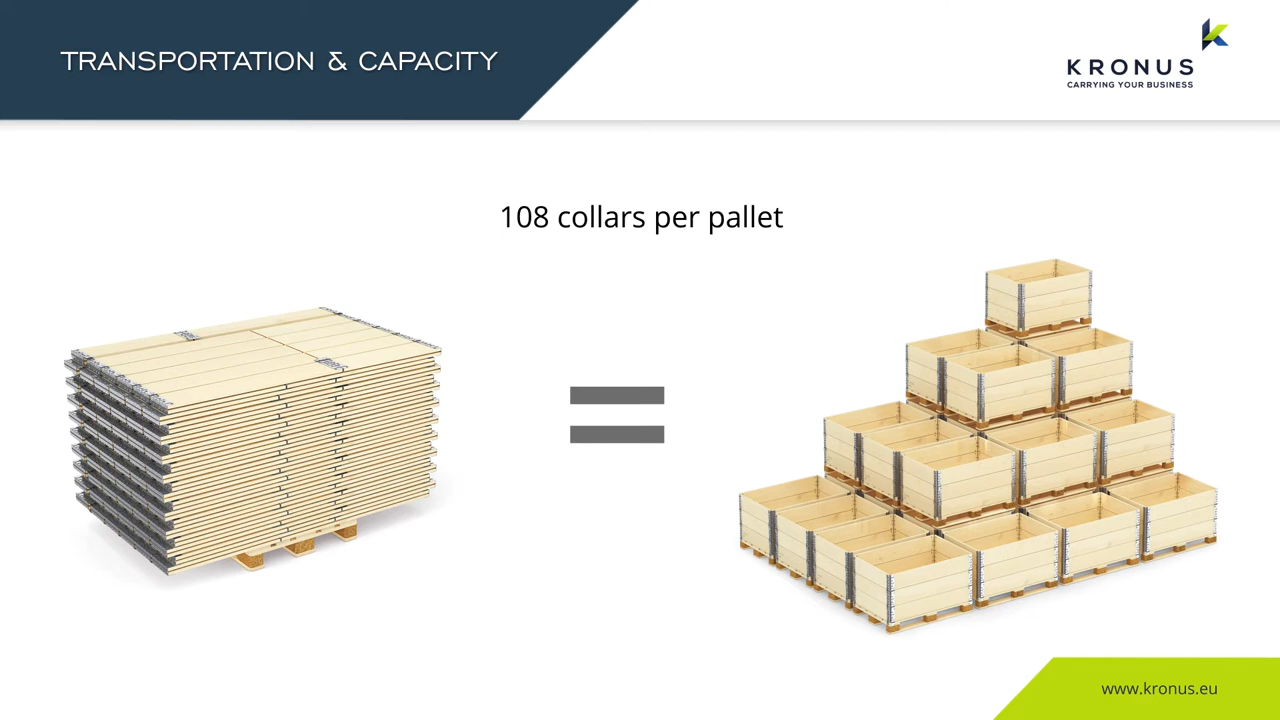 TRANSPORTATION & CAPACITY
KRONUS
CARRYING YOUR BUSINESS
108 collars per pallet
www.kronus.eu